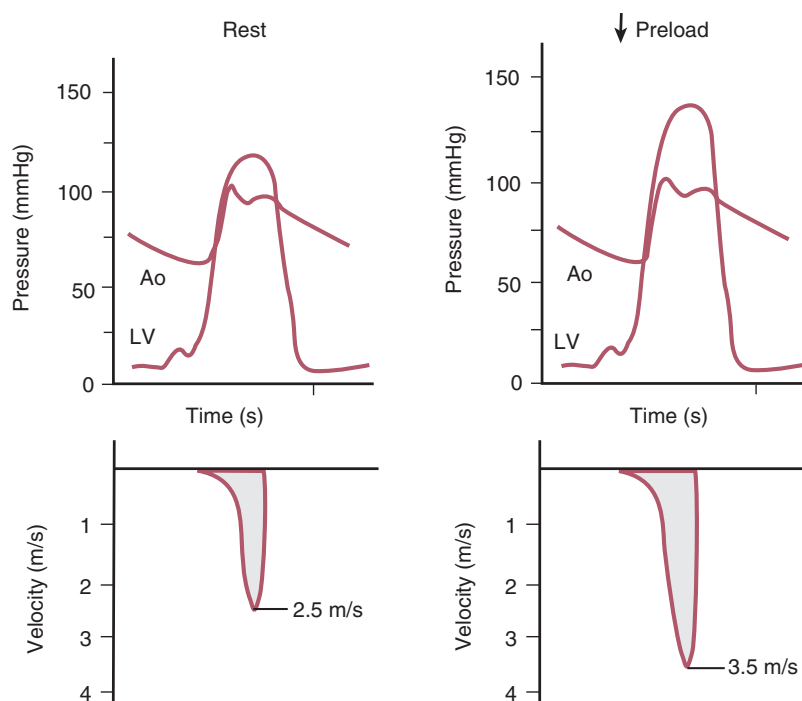 Rest
Pressure (mmHg)
150
100
50
0
Ao
LV
Time (s)
Velocity (m/s)
1
2
3
4
2.5 m/s
↓ Preload
Pressure (mmHg)
150
100
50
0
Ao
LV
Time (s)
Velocity (m/s)
1
2
3
4
3.5 m/s